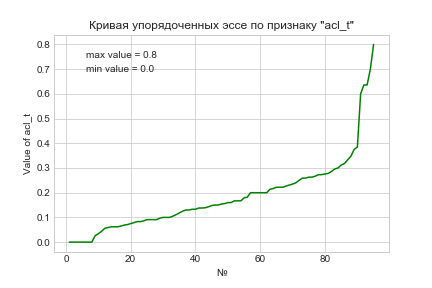 Кривая упорядоченных эссе по признаку "acl_t"
max value = 0.8
min value = 0.0
Value of acl_t
0.8
0.7
0.6
0.5
0.4
0.3
0.2
0.1
0.0
0 20 40 60 80
№